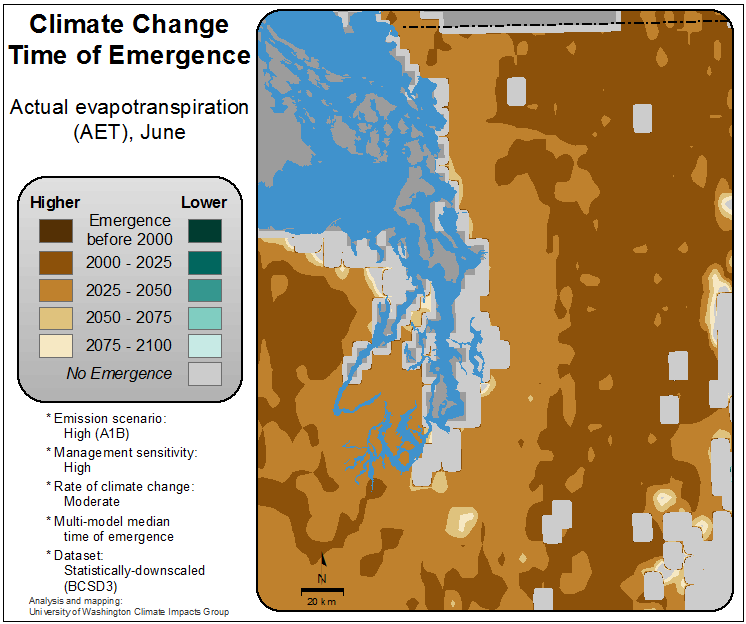 Climate Change
Time of Emergence
Actual evapotranspiration
(AET), June
Higher Lower
Emergence
before 2000
2000 - 2025
2025 - 2050
2050 - 2075
2075 - 2100
No Emergence
* Emission scenario:
High (A1B)
* Management sensitivity:
High
* Rate of climate change:
Moderate
* Multi-model median
time of emergence
* Dataset:
Statistically-downscaled
(BCSD3)
Analysis and mapping:
University of Washington Climate Impacts Group
N
20 km